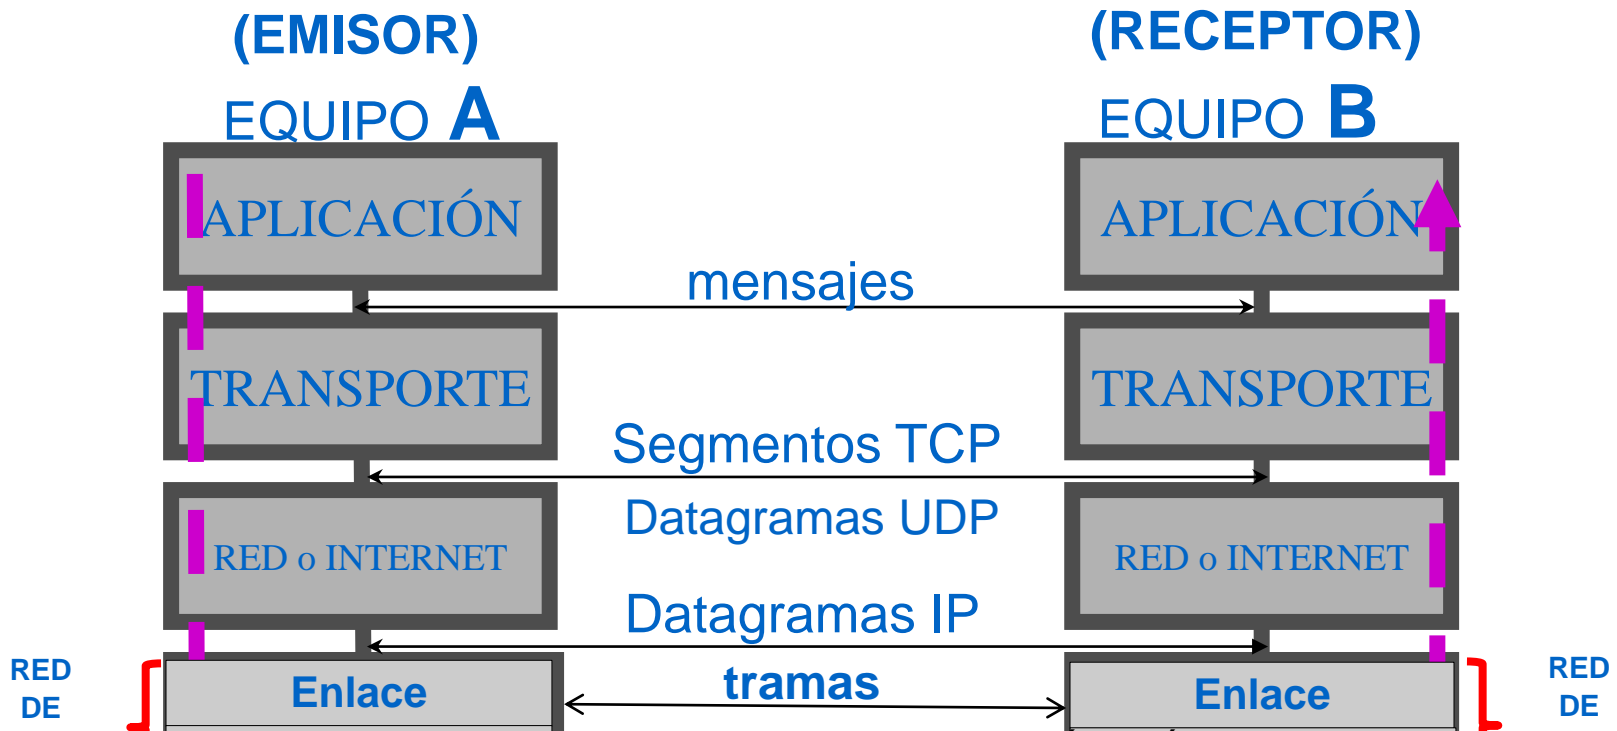 (EMISOR)
(RECEPTOR)
EQUIPO A
EQUIPO B
APLICACIÓN
APLICACIÓN
mensajes
TRANSPORTE
TRANSPORTE
Segmentos TCP
Datagramas UDP
RED o INTERNET
RED o INTERNET
Datagramas IP
RED
DE
Enlace
tramas
Enlace
RED
DE